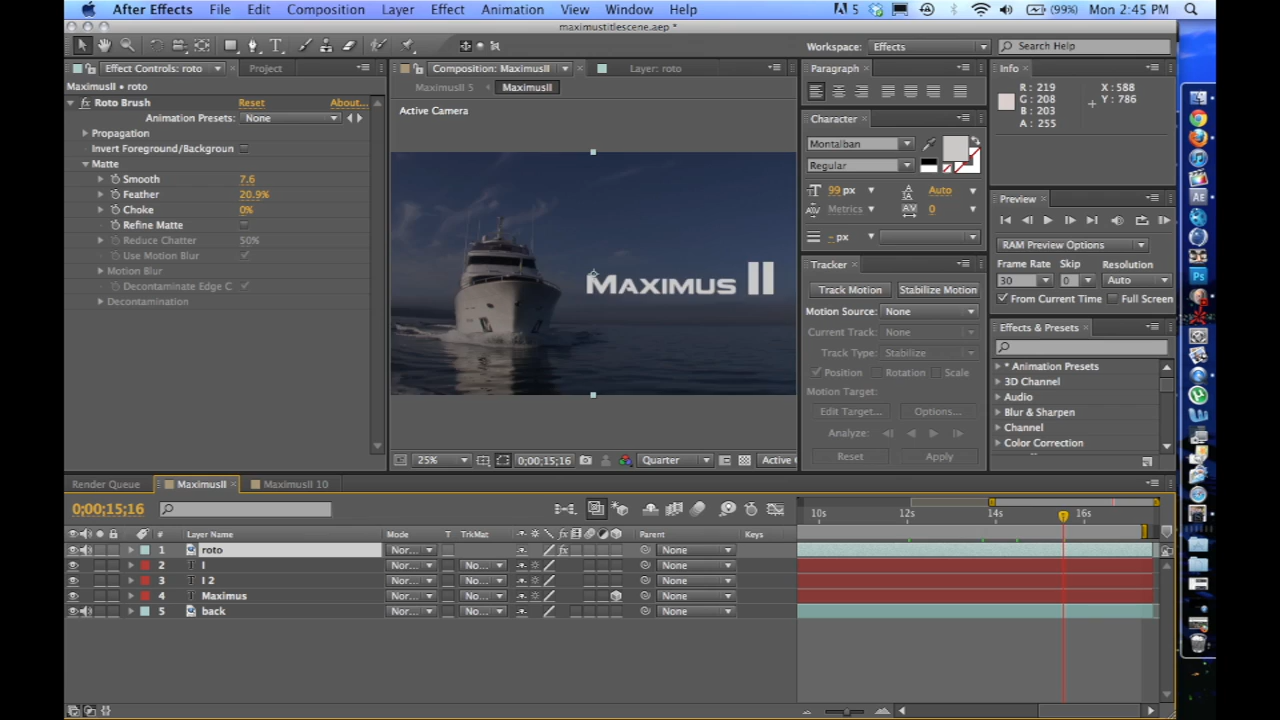 After Effects File Edit Composition Layer Effect Animation View Window Help 5 (99%) Mon 2:45 PM
maximustitlescene.aep *
Workspace: Effects Search Help
Effect Controls: roto Project
Composition: MaximusII Layer: roto
Paragraph Info
MaximusII • roto
MaximusII 5 MaximusII
R : 219 X : 588
G : 208 Y : 786
B : 203
A : 255
fx Roto Brush Reset About...
Active Camera
Animation Presets: None
Character
Propagation
Invert Foreground/Backgroun
Montalban
Matte
Regular
Smooth 7.6
99 px Auto
Feather 20.9%
Preview
Choke 0%
Metrics 0
Refine Matte
- px
Reduce Chatter 50%
RAM Preview Options
Use Motion Blur
Frame Rate Skip Resolution
Motion Blur
Tracker
30 0 Auto
Decontaminate Edge C
Track Motion Stabilize Motion
From Current Time Full Screen
Decontamination
Maximus II
Motion Source: None
Current Track: None
Effects & Presets
Track Type: Stabilize
Position Rotation Scale
* Animation Presets
3D Channel
Motion Target:
Audio
Edit Target... Options...
Blur & Sharpen
Analyze:
Channel
Color Correction
Reset Apply
25% 0;00;15;16 Quarter Active
Render Queue MaximusII MaximusII 10
0;00;15;16
10s 12s 14s 16s
# Layer Name Mode T TrkMat Parent Keys
1 roto Nor... None
2 T I Nor... No... None
3 T I 2 Nor... No... None
4 T Maximus Nor... No... None
5 back Nor... No... None